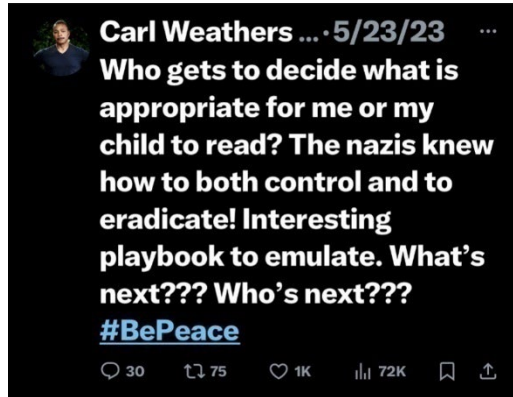 Carl Weathers ... · 5/23/23 ...
Who gets to decide what is
appropriate for me or my
child to read? The nazis knew
how to both control and to
eradicate! Interesting
playbook to emulate. What's
next??? Who's next???
#BePeace
30 75 1K 72K